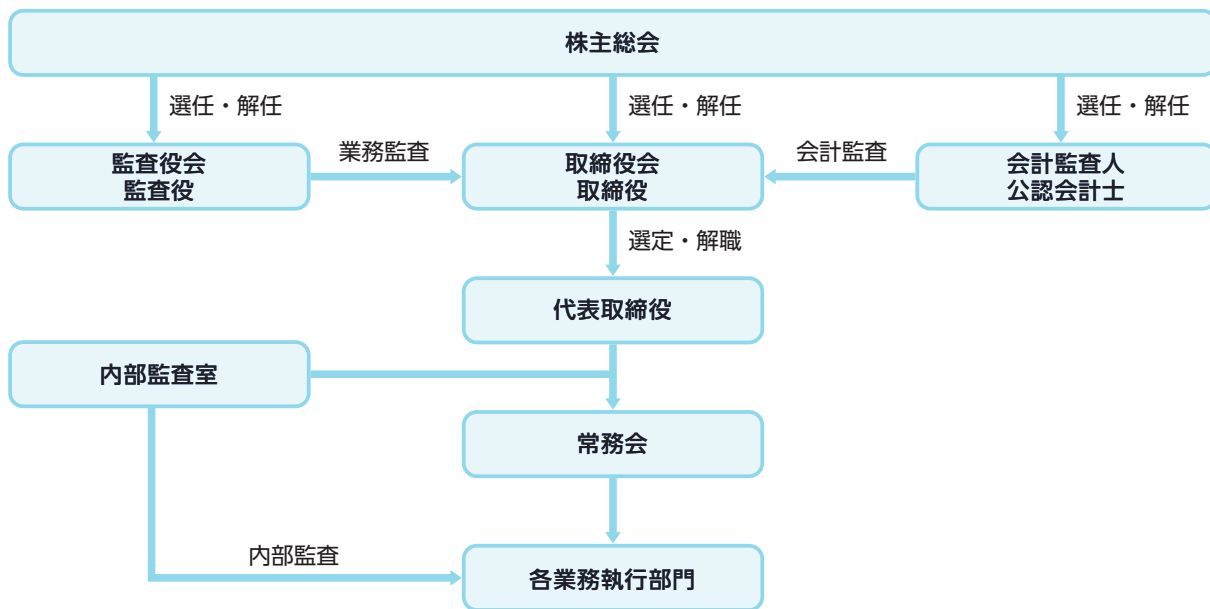 株主総会
選任・解任
選任・解任
選任・解任
監査役会
監査役
業務監査
取締役会
取締役
会計監査
会計監査人
公認会計士
選定・解職
代表取締役
内部監査室
常務会
内部監査
各業務執行部門